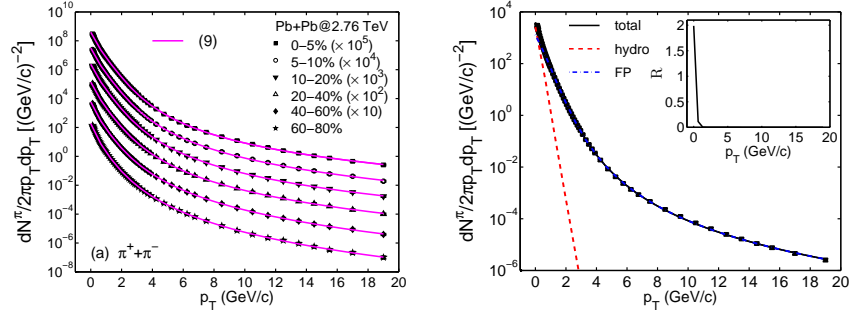 10^10
10^8
10^6
10^4
10^2
10^0
10^-2
10^-4
10^-6
10^-8
dN^π/2πp_T dp_T [(GeV/c)^-2]
(9)
Pb+Pb@2.76 TeV
0–5% (× 10^5)
5–10% (× 10^4)
10–20% (× 10^3)
20–40% (× 10^2)
40–60% (× 10)
60–80%
(a) π^+ +π^-
0 2 4 6 8 10 12 14 16 18 20
p_T (GeV/c)
10^4
10^2
10^0
10^-2
10^-4
10^-6
dN^π/2πp_T dp_T [(GeV/c)^-2]
total
hydro
FP
2
1.5
1
0.5
0
R
0 5 10 15 20
p_T (GeV/c)
0 4 8 12 16 20
p_T (GeV/c)